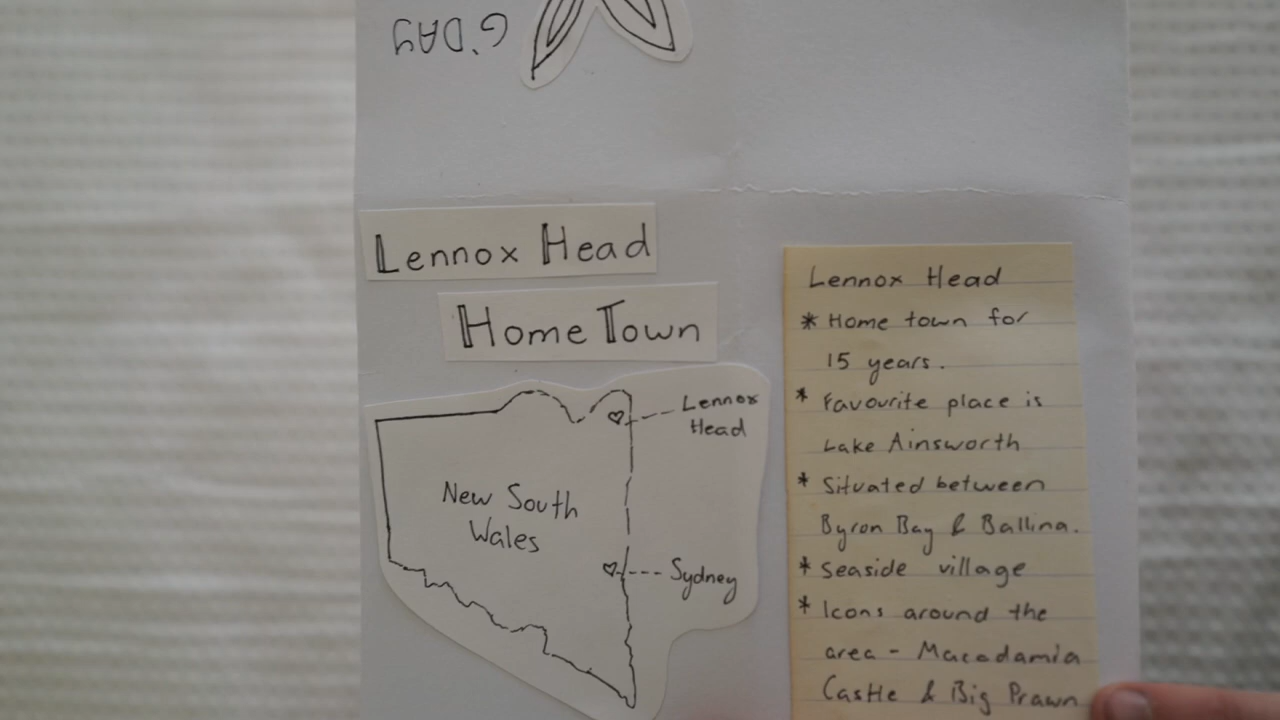 G'DAY
Lennox Head
Home Town
Lennox
Head
New South
Wales
Sydney
Lennox Head
* Home town for
15 years.
* Favourite place is
Lake Ainsworth
* Situated between
Byron Bay & Ballina.
* Seaside village
* Icons around the
area - Macadamia
Castle & Big Prawn